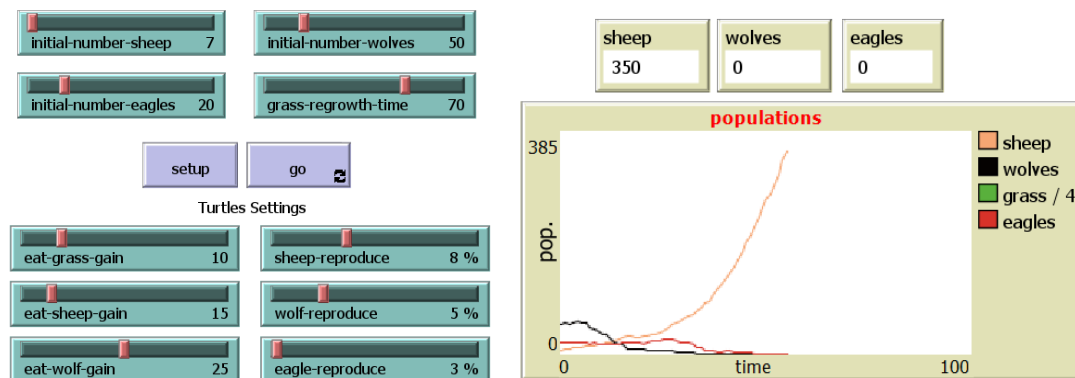 initial-number-sheep 7
initial-number-wolves 50
initial-number-eagles 20
grass-regrowth-time 70
setup
go
Turtles Settings
eat-grass-gain 10
sheep-reproduce 8 %
eat-sheep-gain 15
wolf-reproduce 5 %
eat-wolf-gain 25
eagle-reproduce 3 %
sheep
350
wolves
0
eagles
0
populations
385
pop.
0
0
time
100
sheep
wolves
grass / 4
eagles